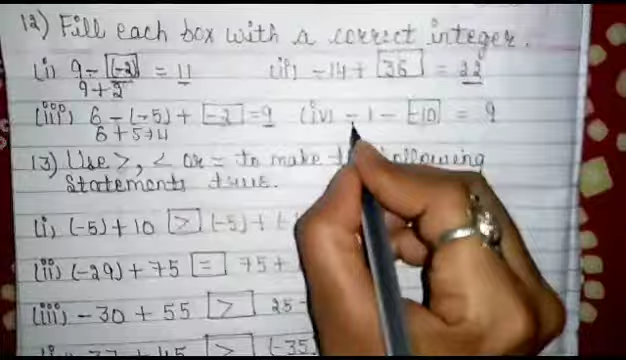 12) Fill each box with a correct integer.
(i) 9 - (-2) = 11 (ii) -14 + 36 = 22
9 + 2
(iii) 6 - (-5) + -2 = 9 (iv) -1 - -10 = 9
6 + 5 = 11
13) Use >, < or = to make following
statements true.
(i) (-5) + 10 > (-5) + (-
(ii) (-29) + 75 = 75 +
(iii) -30 + 55 > 25 -
> (-35